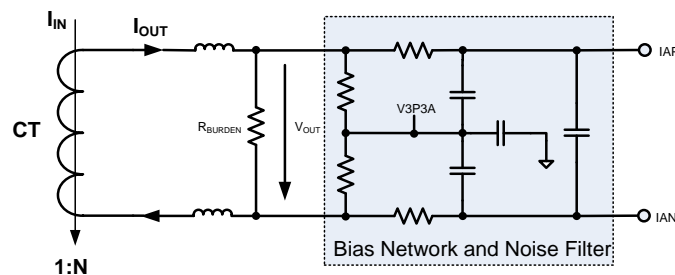 IIN
IOUT
IAP
V3P3A
CT
RBURDEN
VOUT
IAN
Bias Network and Noise Filter
1:N